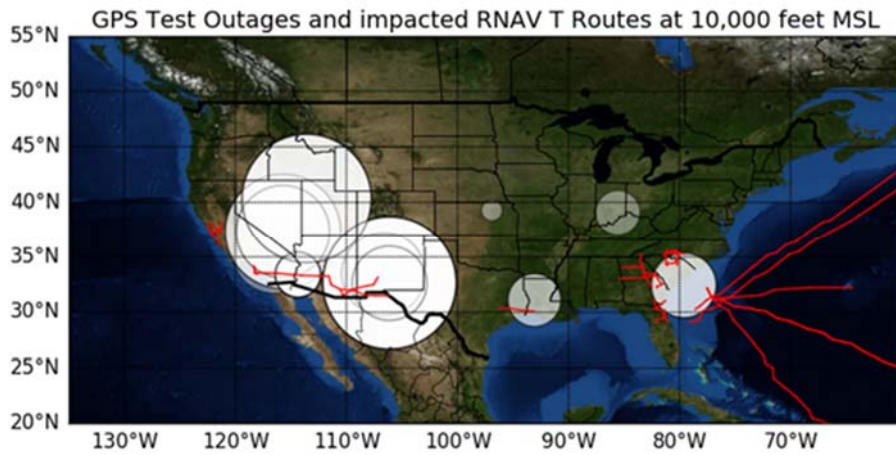 GPS Test Outages and impacted RNAV T Routes at 10,000 feet MSL
55°N
50°N
45°N
40°N
35°N
30°N
25°N
20°N
130°W 120°W 110°W 100°W 90°W 80°W 70°W